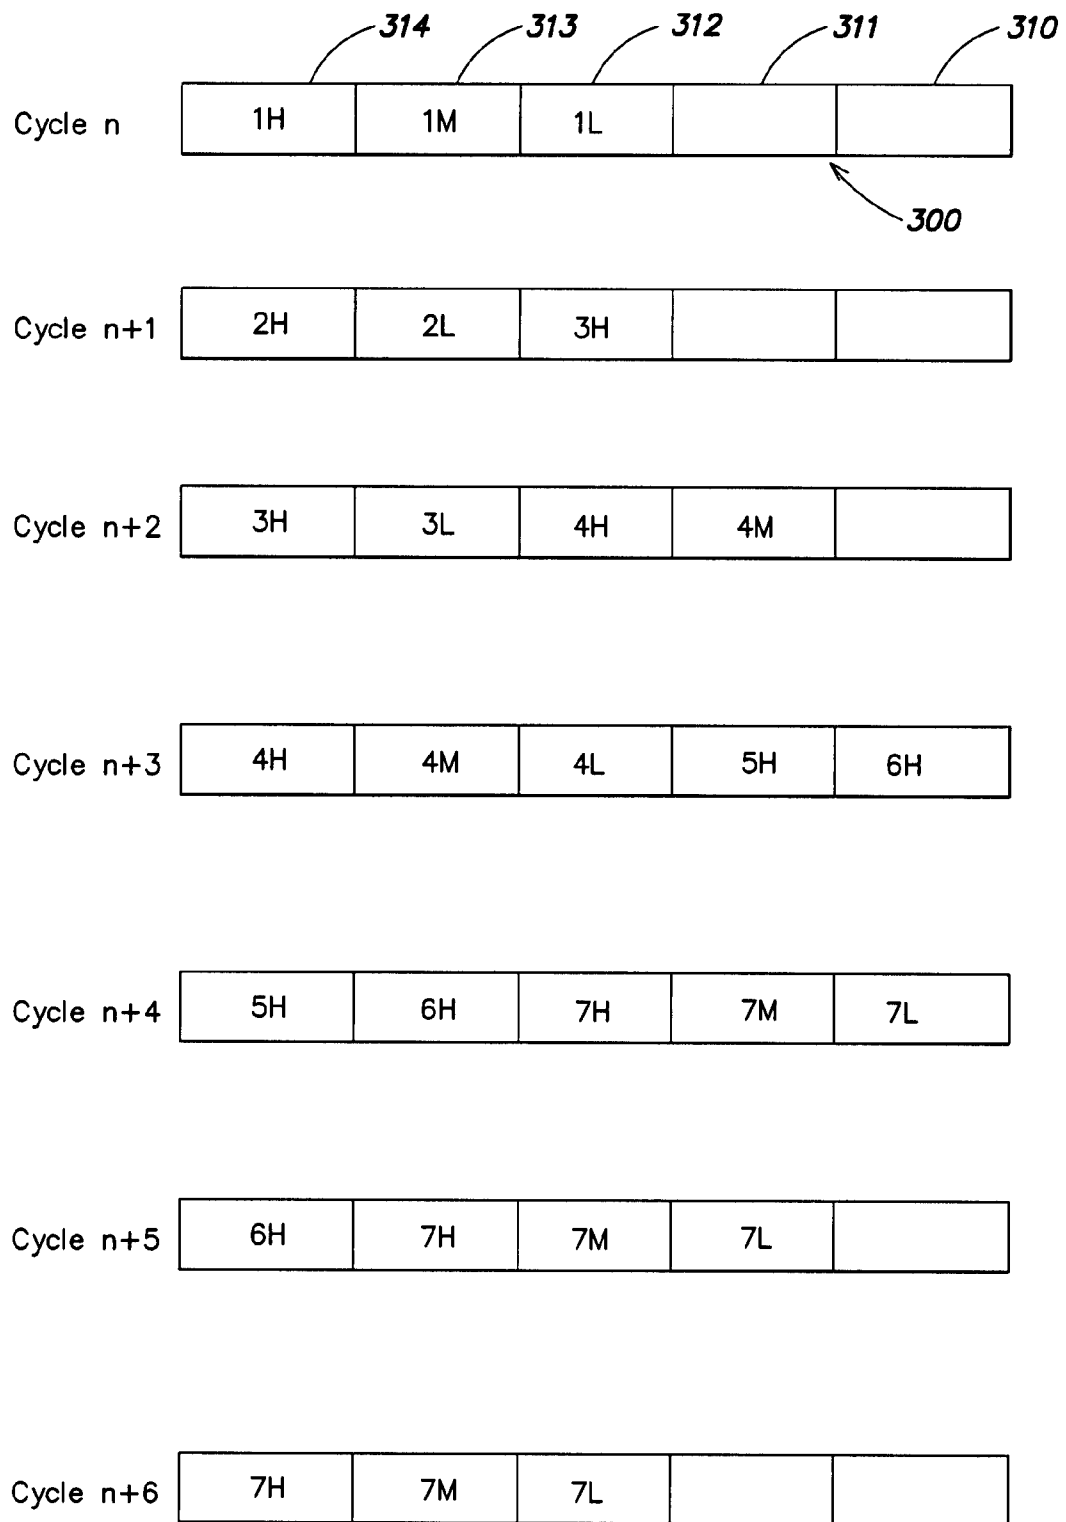 314 313 312 311 310
Cycle n 1H 1M 1L
300
Cycle n+1 2H 2L 3H
Cycle n+2 3H 3L 4H 4M
Cycle n+3 4H 4M 4L 5H 6H
Cycle n+4 5H 6H 7H 7M 7L
Cycle n+5 6H 7H 7M 7L
Cycle n+6 7H 7M 7L